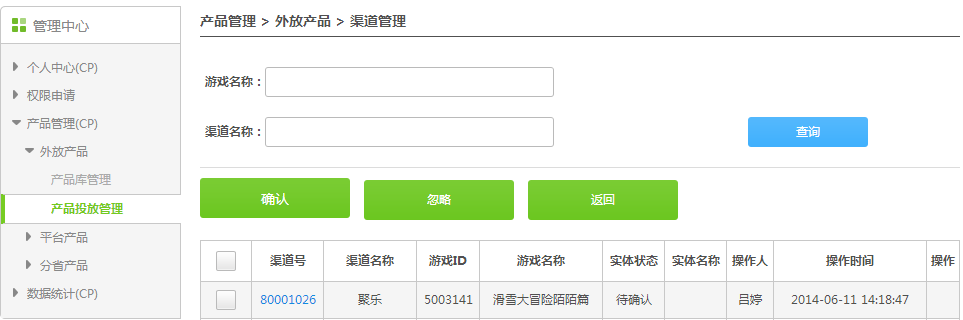 管理中心
个人中心(CP)
权限申请
产品管理(CP)
外放产品
产品库管理
产品投放管理
平台产品
分省产品
数据统计(CP)
产品管理 > 外放产品 > 渠道管理
游戏名称：
渠道名称： 查询
确认 忽略 返回
渠道号 渠道名称 游戏ID 游戏名称 实体状态 实体名称 操作人 操作时间 操作
80001026 聚乐 5003141 滑雪大冒险陌陌篇 待确认 吕婷 2014-06-11 14:18:47